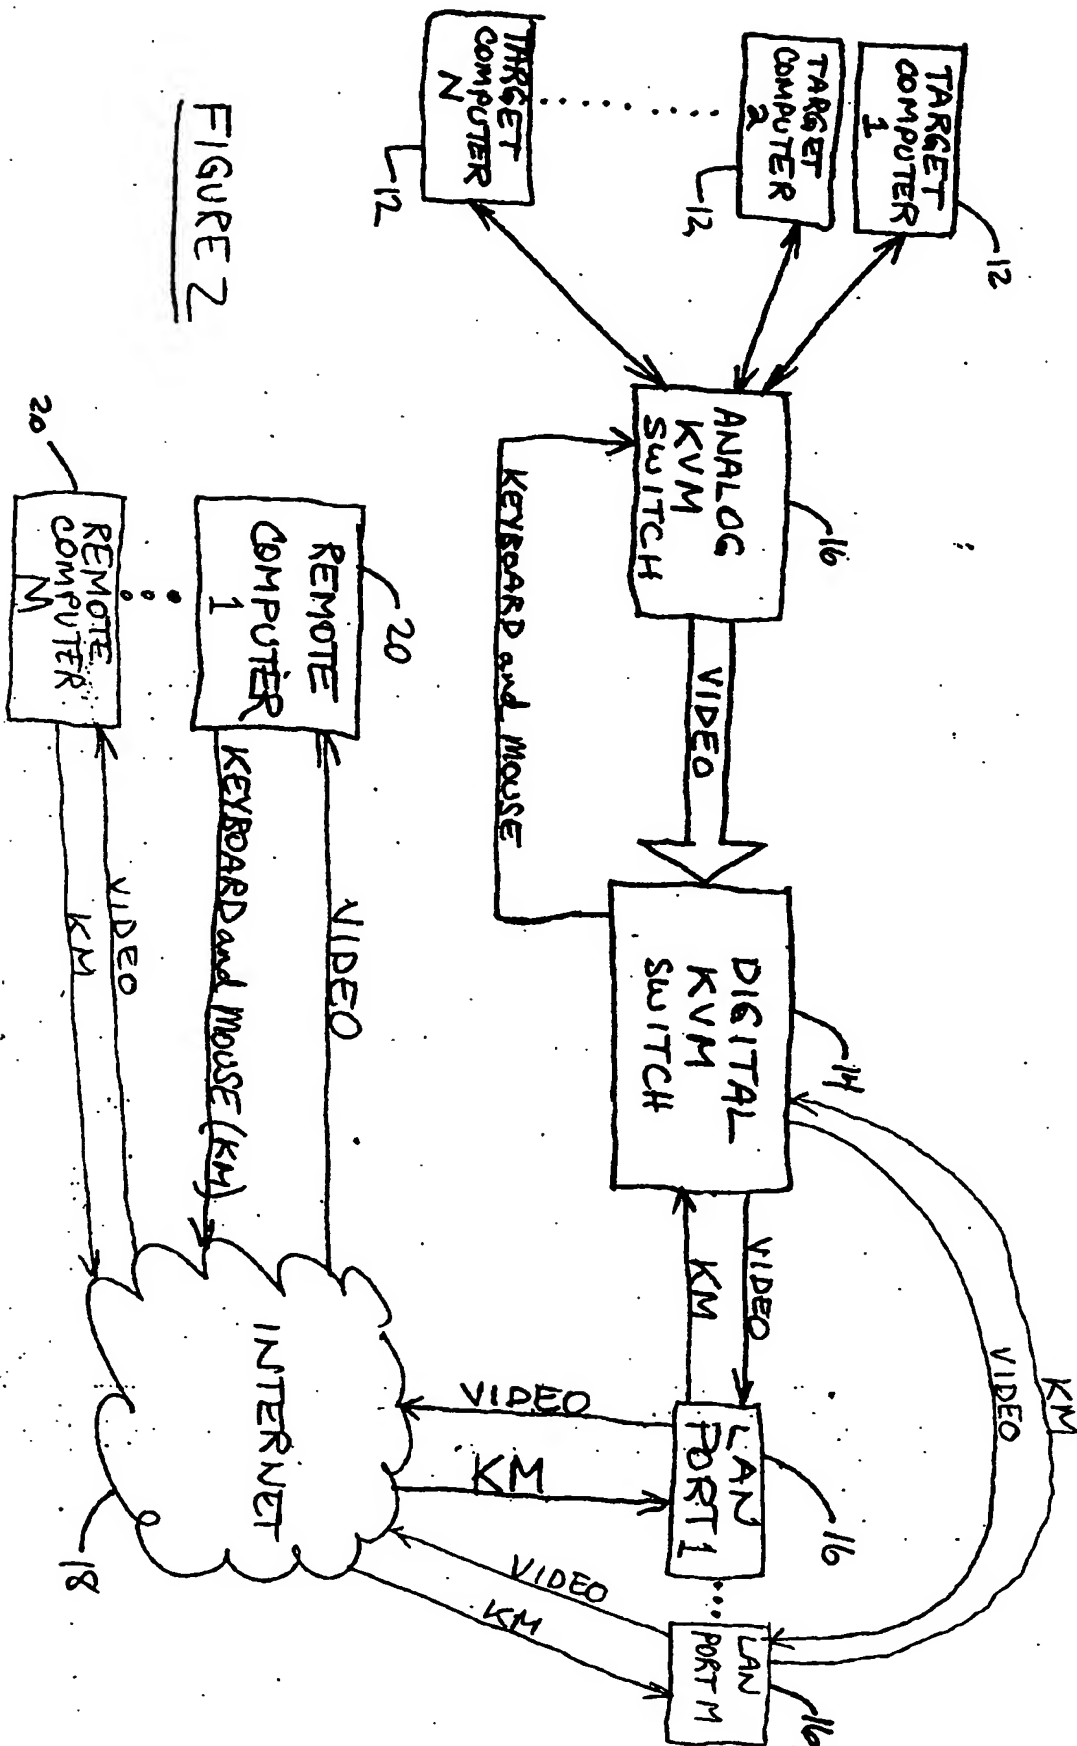 TARGET
COMPUTER
1
12
TARGET
COMPUTER
2
12
TARGET
COMPUTER
N
12
ANALOG
KVM
SWITCH
16
VIDEO
KEYBOARD and MOUSE
DIGITAL
KVM
SWITCH
14
VIDEO
KM
KM
VIDEO
LAN
PORT 1
16
LAN
PORT M
16
VIDEO
KM
VIDEO
KM
REMOTE
COMPUTER
1
20
VIDEO
KEYBOARD and MOUSE (KM)
REMOTE
COMPUTER
M
20
VIDEO
KM
INTERNET
18
FIGURE 2